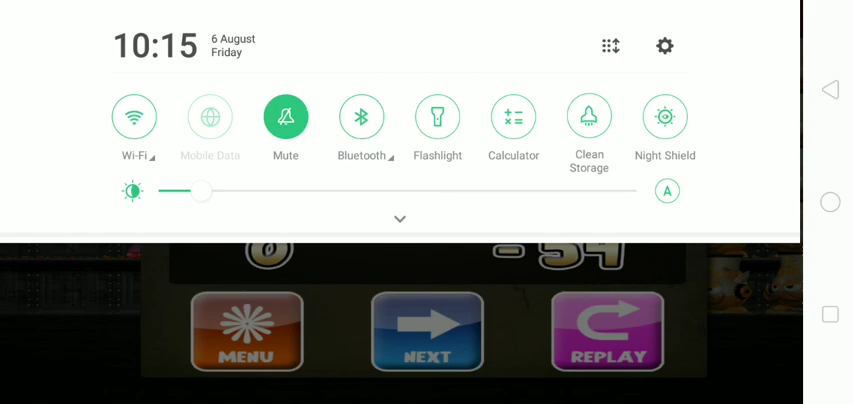 10:15
6 August
Friday
Wi-Fi
Mobile Data
Mute
Bluetooth
Flashlight
Calculator
Clean
Storage
Night Shield
A
MENU
NEXT
REPLAY